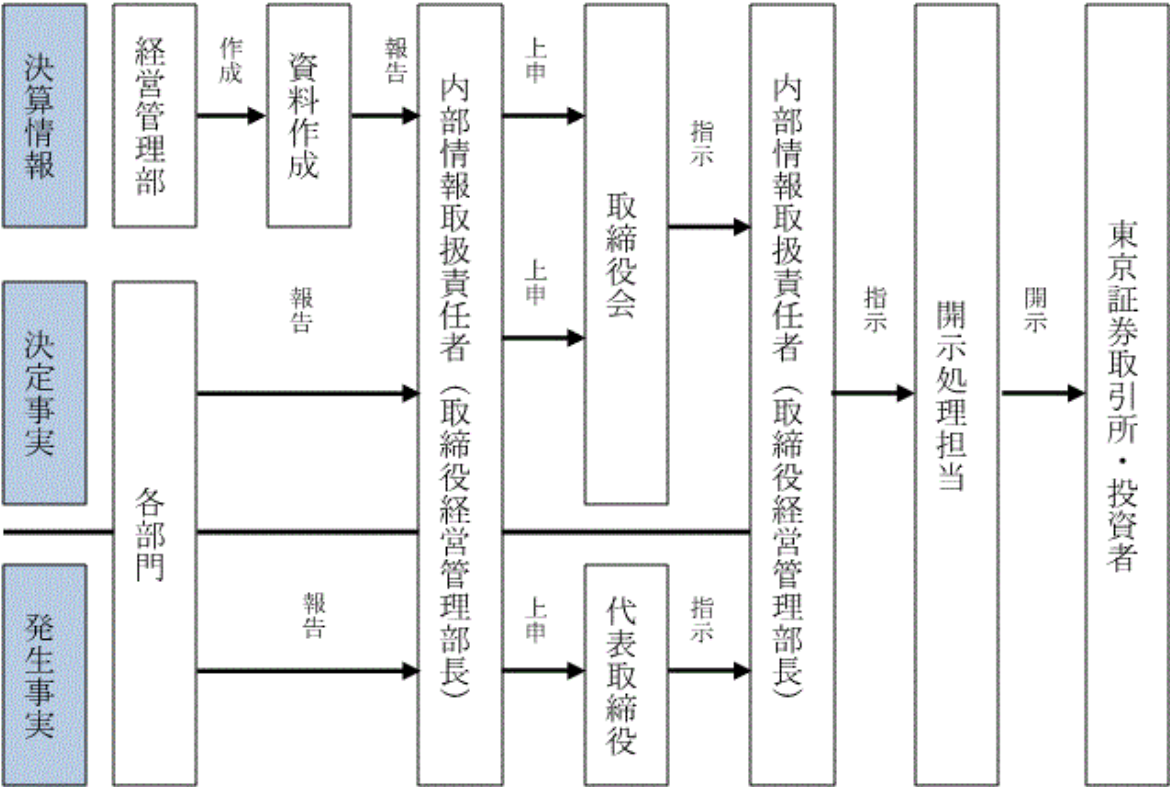 決算情報
経営管理部
作成
資料作成
報告
内部情報取扱責任者（取締役経営管理部長）
上申
取締役会
指示
内部情報取扱責任者（取締役経営管理部長）
指示
開示処理担当
開示
東京証券取引所・投資者
決定事実
各部門
報告
上申
発生事実
報告
上申
代表取締役
指示